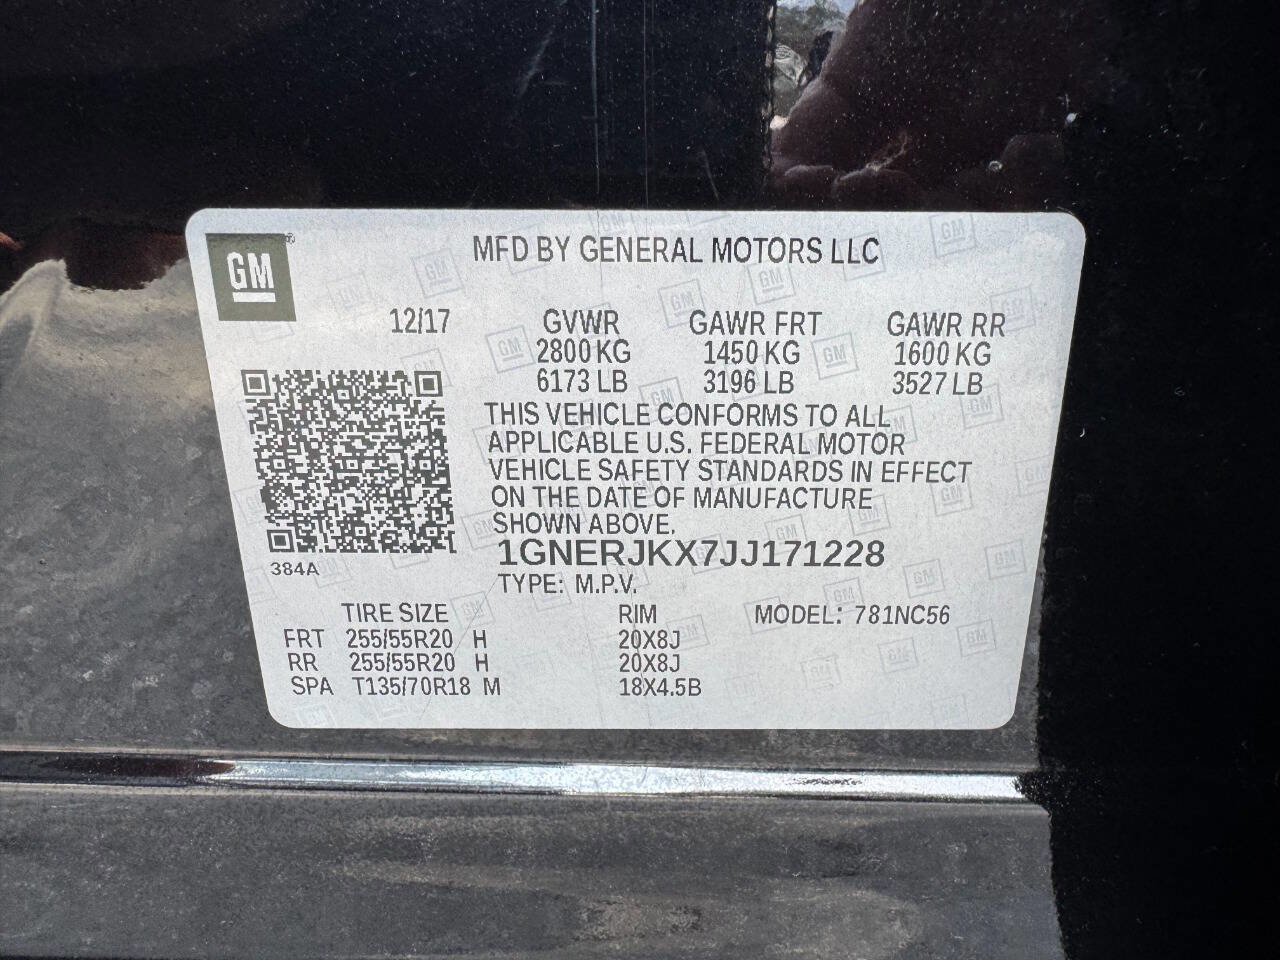 GM
®
MFD BY GENERAL MOTORS LLC
12/17 GVWR GAWR FRT GAWR RR
2800 KG 1450 KG 1600 KG
6173 LB 3196 LB 3527 LB
THIS VEHICLE CONFORMS TO ALL
APPLICABLE U.S. FEDERAL MOTOR
VEHICLE SAFETY STANDARDS IN EFFECT
ON THE DATE OF MANUFACTURE
SHOWN ABOVE.
384A
1GNERJKX7JJ171228
TYPE: M.P.V.
TIRE SIZE RIM MODEL: 781NC56
FRT 255/55R20 H 20X8J
RR 255/55R20 H 20X8J
SPA T135/70R18 M 18X4.5B